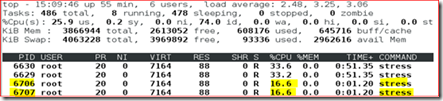 top - 15:09:46 up 55 min,  6 users,  load average: 2.48, 3.25, 3.06
Tasks: 486 total,   8 running, 478 sleeping,   0 stopped,   0 zombie
%Cpu(s): 25.9 us,  0.2 sy,  0.0 ni, 74.0 id,  0.0 wa,  0.0 hi,  0.0 si,  0.0 st
KiB Mem :  3866944 total,  2613052 free,   608176 used,   645716 buff/cache
KiB Swap:  4063228 total,  3969892 free,    93336 used.  2962616 avail Mem
PID USER      PR  NI    VIRT    RES    SHR S  %CPU %MEM     TIME+ COMMAND
6630 root      20   0    7164     88      0 R  33.6  0.0   0:51.43 stress
6629 root      20   0    7164     88      0 R  33.2  0.0   0:51.41 stress
6706 root      20   0    7164     88      0 R  16.6  0.0   0:01.20 stress
6707 root      20   0    7164     88      0 R  16.6  0.0   0:01.20 stress